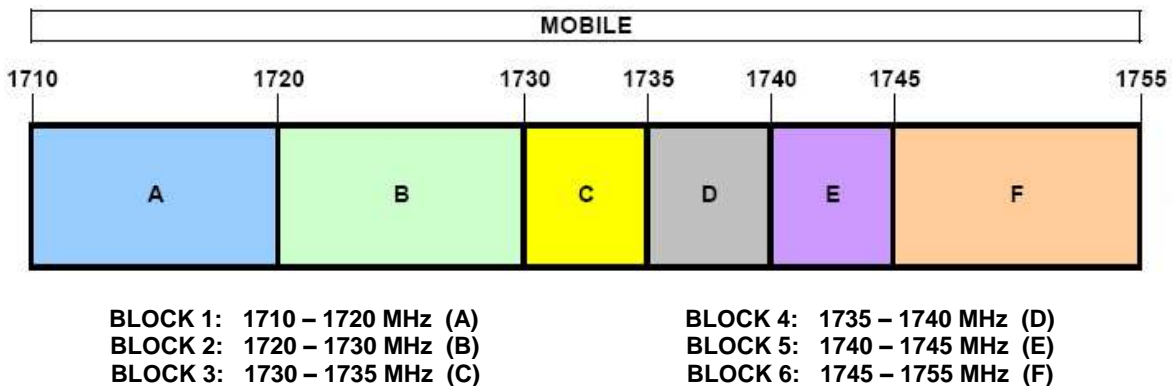 MOBILE
1710 1720 1730 1735 1740 1745 1755
A B C D E F
BLOCK 1: 1710 – 1720 MHz (A)
BLOCK 2: 1720 – 1730 MHz (B)
BLOCK 3: 1730 – 1735 MHz (C)
BLOCK 4: 1735 – 1740 MHz (D)
BLOCK 5: 1740 – 1745 MHz (E)
BLOCK 6: 1745 – 1755 MHz (F)